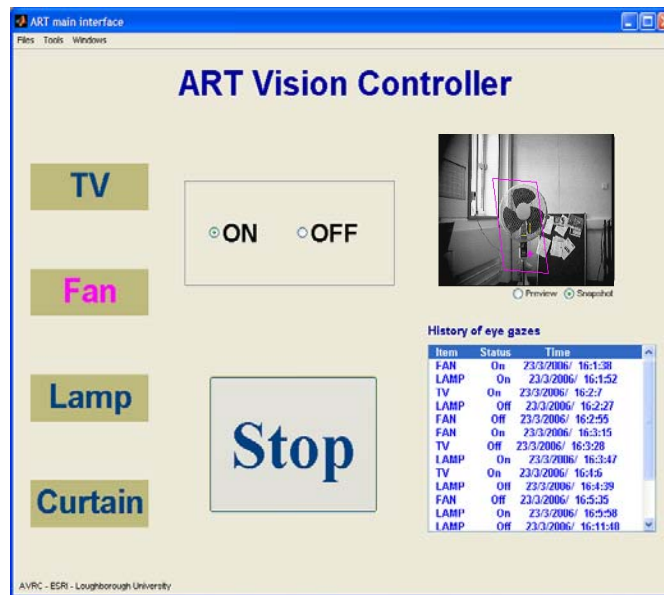 ART main interface
Files Tools Windows
ART Vision Controller
TV
Fan
Lamp
Curtain
ON OFF
Stop
Preview Snapshot
History of eye gazes
Item Status Time
FAN On 23/3/2006/ 16:1:38
LAMP On 23/3/2006/ 16:1:52
TV On 23/3/2006/ 16:2:7
LAMP Off 23/3/2006/ 16:2:27
FAN Off 23/3/2006/ 16:2:55
FAN On 23/3/2006/ 16:3:15
TV Off 23/3/2006/ 16:3:28
LAMP On 23/3/2006/ 16:3:47
TV On 23/3/2006/ 16:4:6
LAMP Off 23/3/2006/ 16:4:39
FAN Off 23/3/2006/ 16:5:35
LAMP On 23/3/2006/ 16:5:58
LAMP Off 23/3/2006/ 16:11:48
AVRC - ESRI - Loughborough University